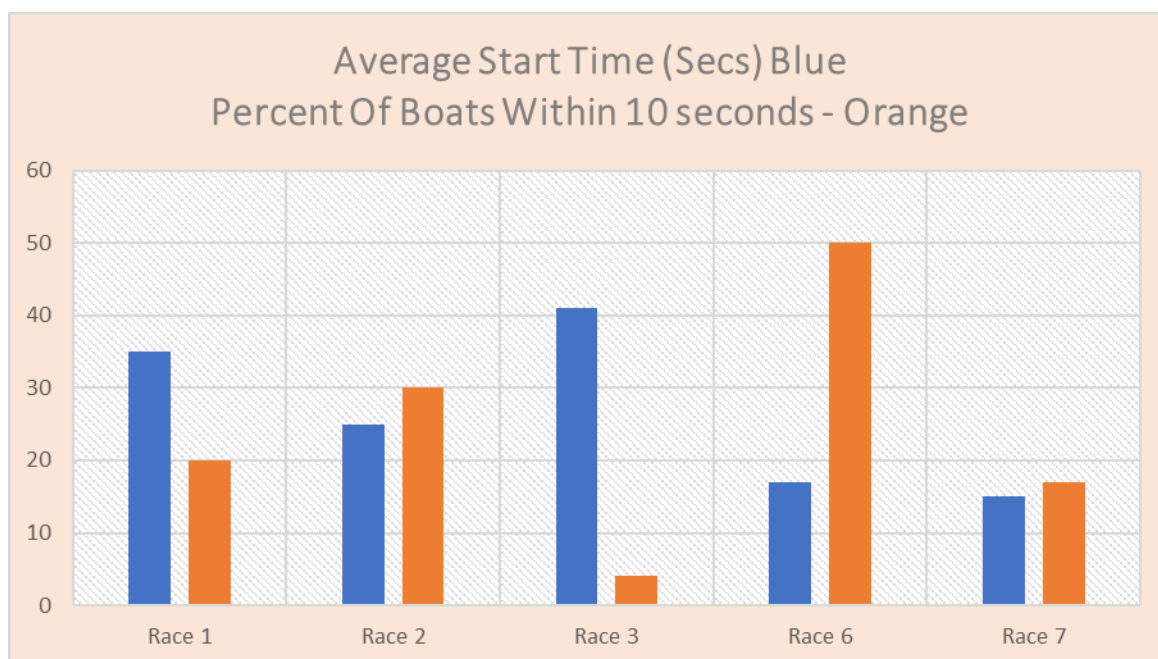 Average Start Time (Secs) Blue
Percent Of Boats Within 10 seconds - Orange
60
50
40
30
20
10
0
Race 1 Race 2 Race 3 Race 6 Race 7